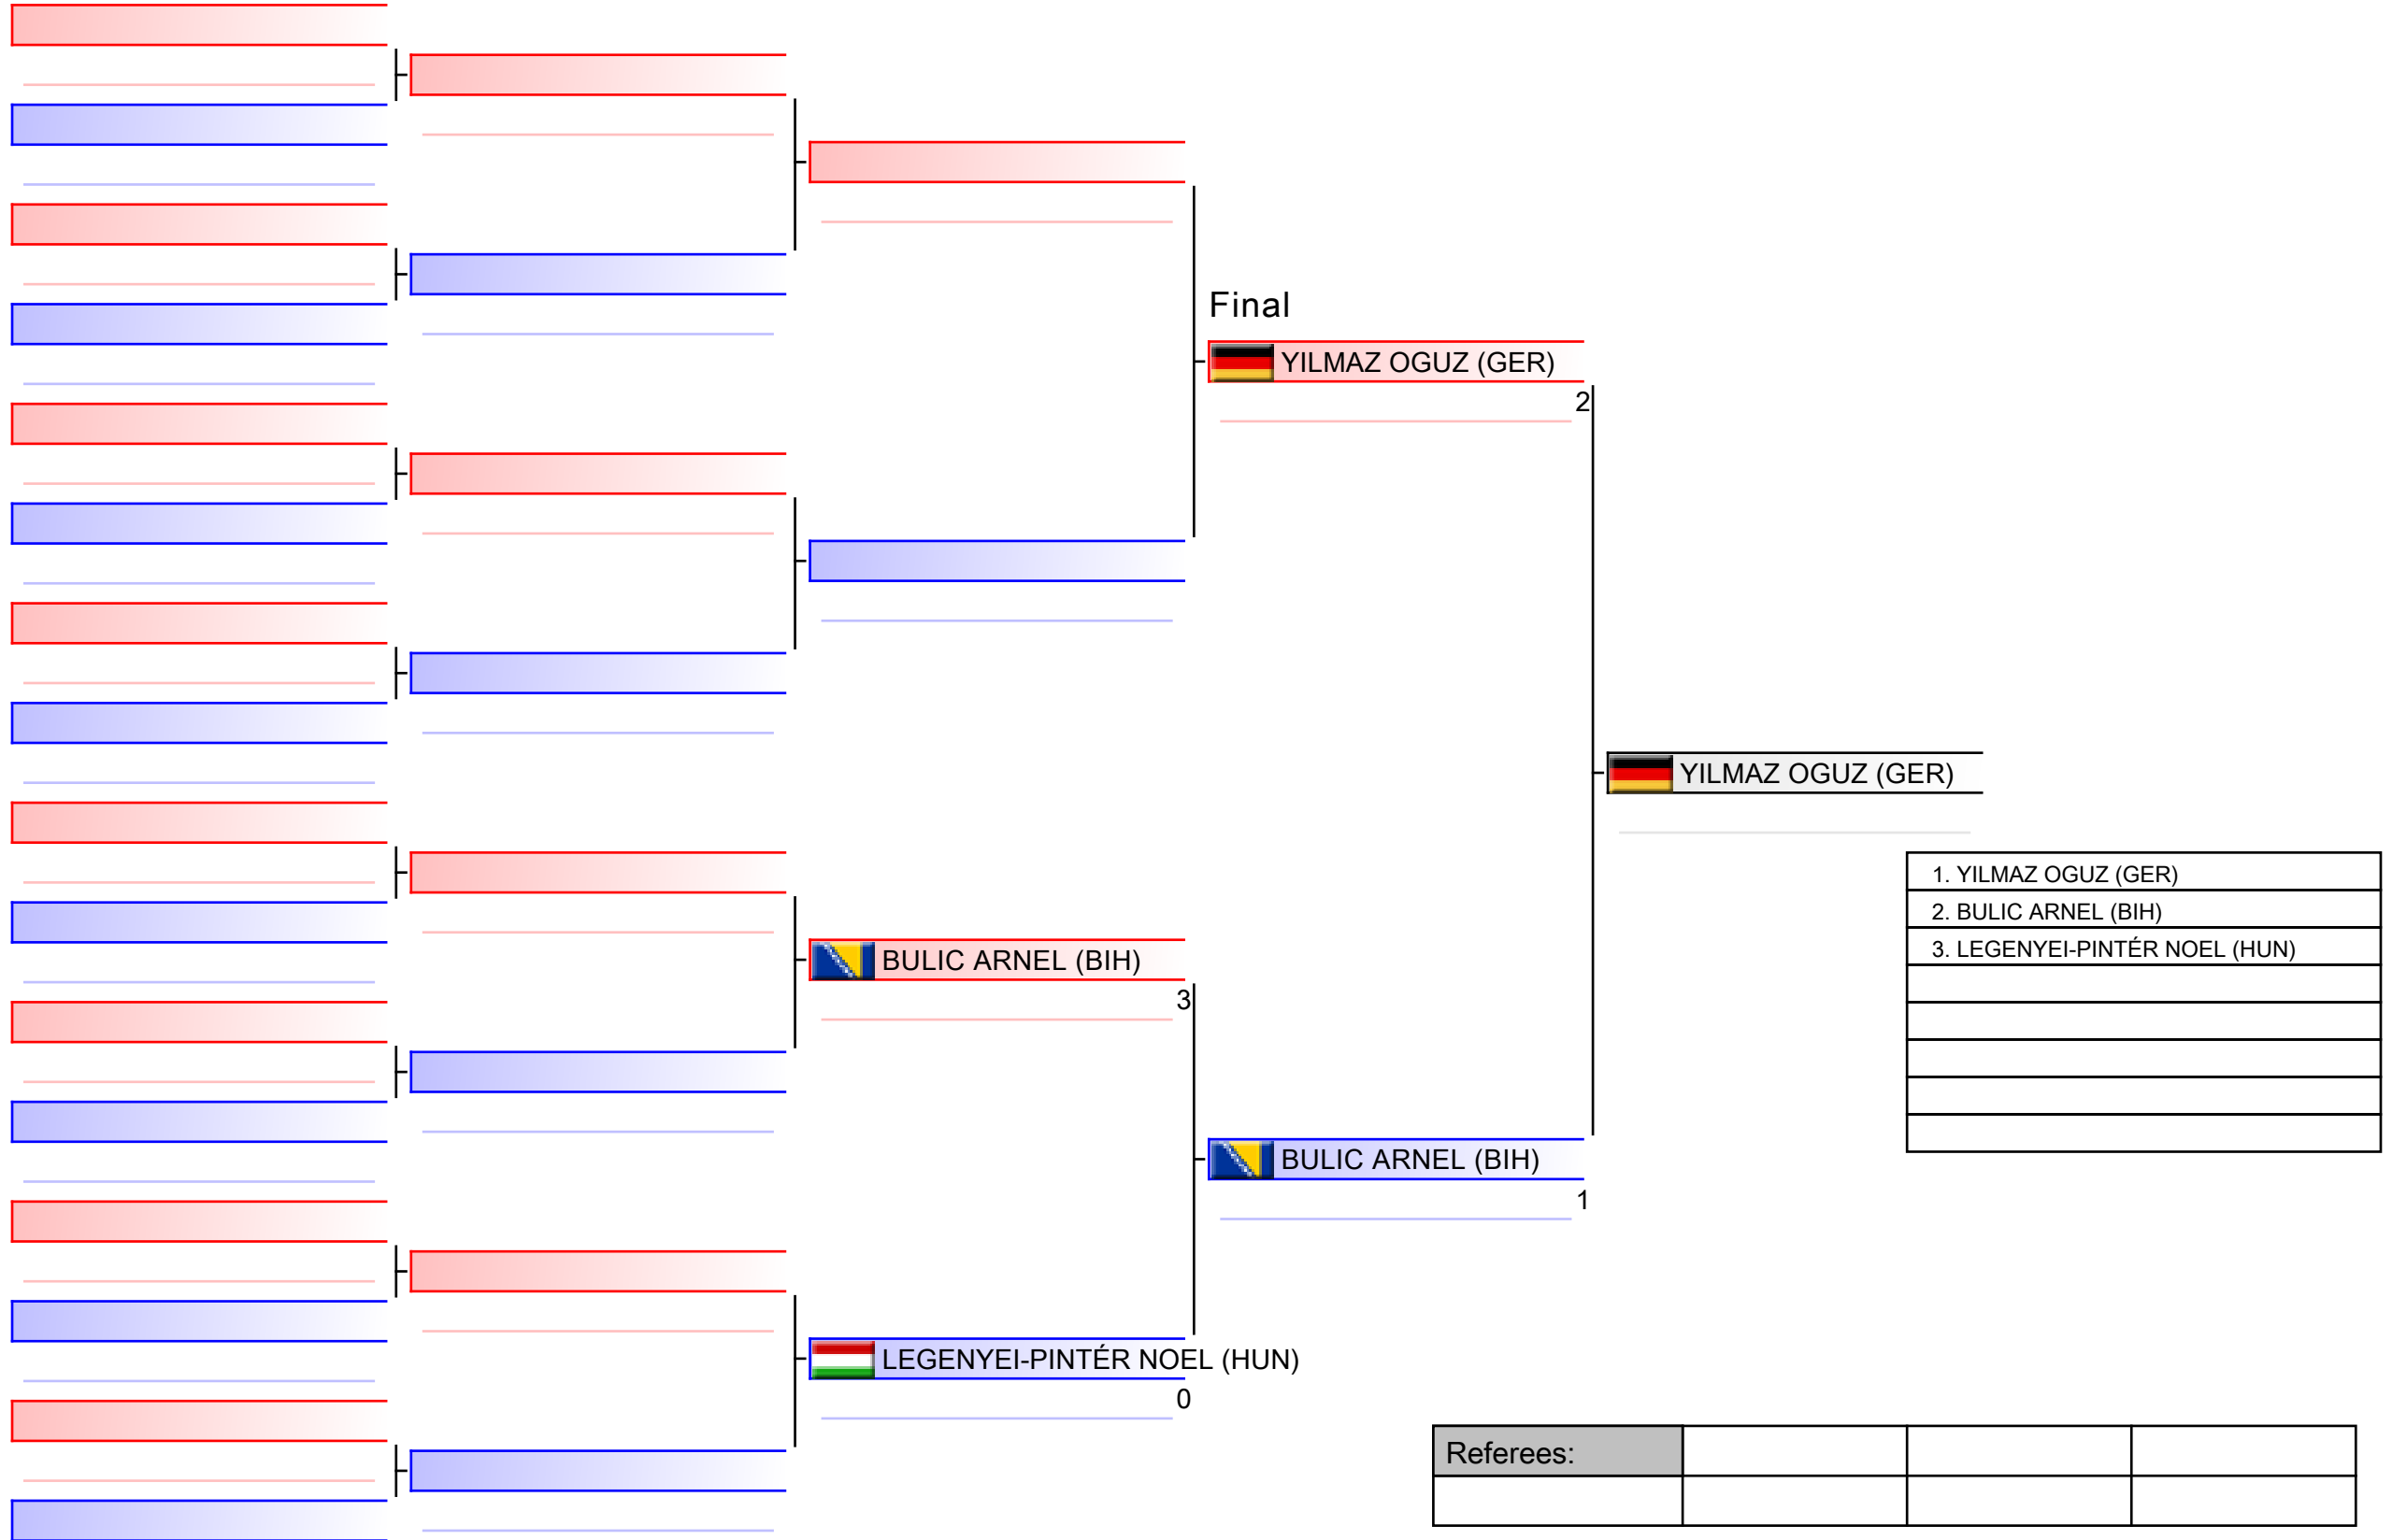 Final
YILMAZ OGUZ (GER)
2
YILMAZ OGUZ (GER)
1. YILMAZ OGUZ (GER)
2. BULIC ARNEL (BIH)
3. LEGENYEI-PINTÉR NOEL (HUN)
BULIC ARNEL (BIH)
3
BULIC ARNEL (BIH)
1
LEGENYEI-PINTÉR NOEL (HUN)
0
Referees: